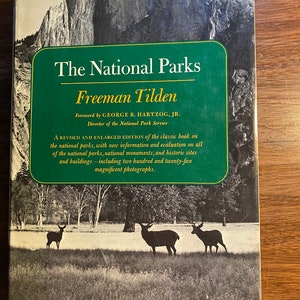 The National Parks
Freeman Tilden
Foreword by GEORGE B. HARTZOG, JR.
Director of the National Park Service
A REVISED AND ENLARGED EDITION of the classic book on
the national parks, with new information and evaluation on all
of the national parks, national monuments, and historic sites
and buildings—including two hundred and twenty-five
magnificent photographs.